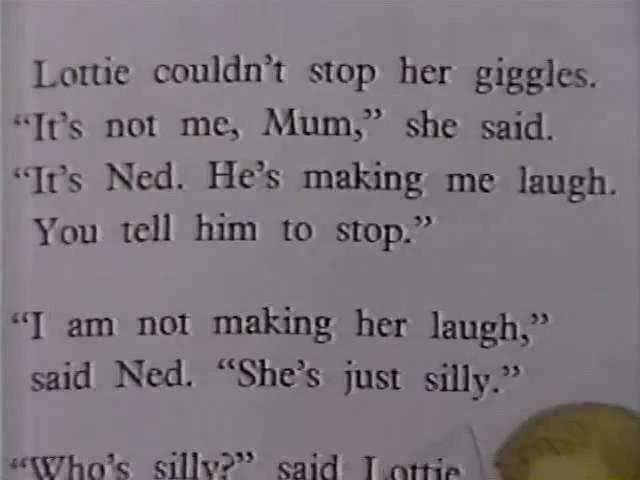 Lottie couldn't stop her giggles.
“It's not me, Mum,” she said.
“It's Ned. He's making me laugh.
You tell him to stop.”
“I am not making her laugh,”
said Ned. “She's just silly.”
“Who's silly?” said Lottie